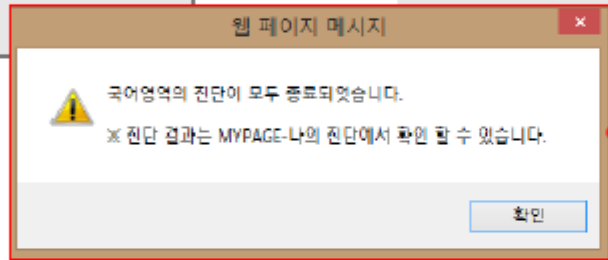 웹 페이지 메시지
국어영역의 진단이 모두 종료되었습니다.
※ 진단 결과는 MYPAGE-나의 진단에서 확인 할 수 있습니다.
확인